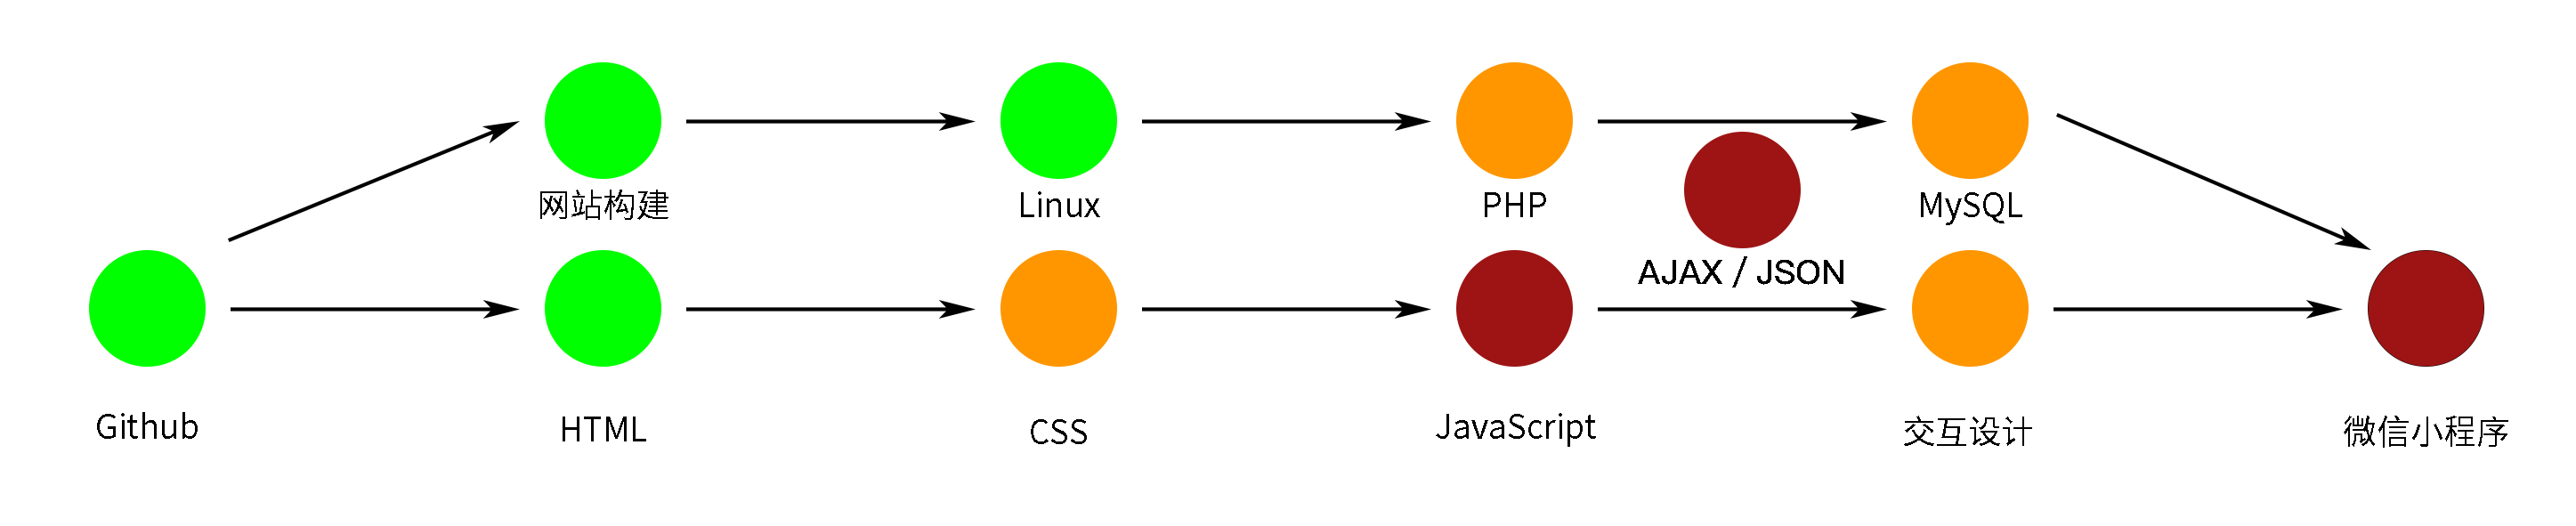 网站构建
Linux
PHP
MySQL
AJAX / JSON
Github
HTML
CSS
JavaScript
交互设计
微信小程序